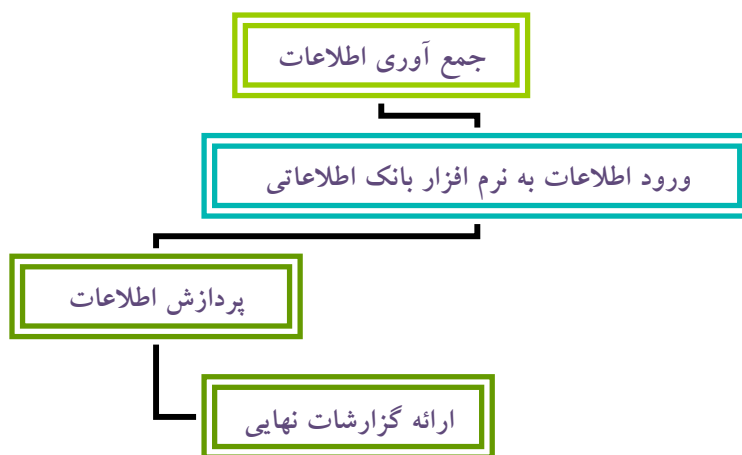 جمع آوری اطلاعات
ورود اطلاعات به نرم افزار بانک اطلاعاتی
پردازش اطلاعات
ارائه گزارشات نهایی